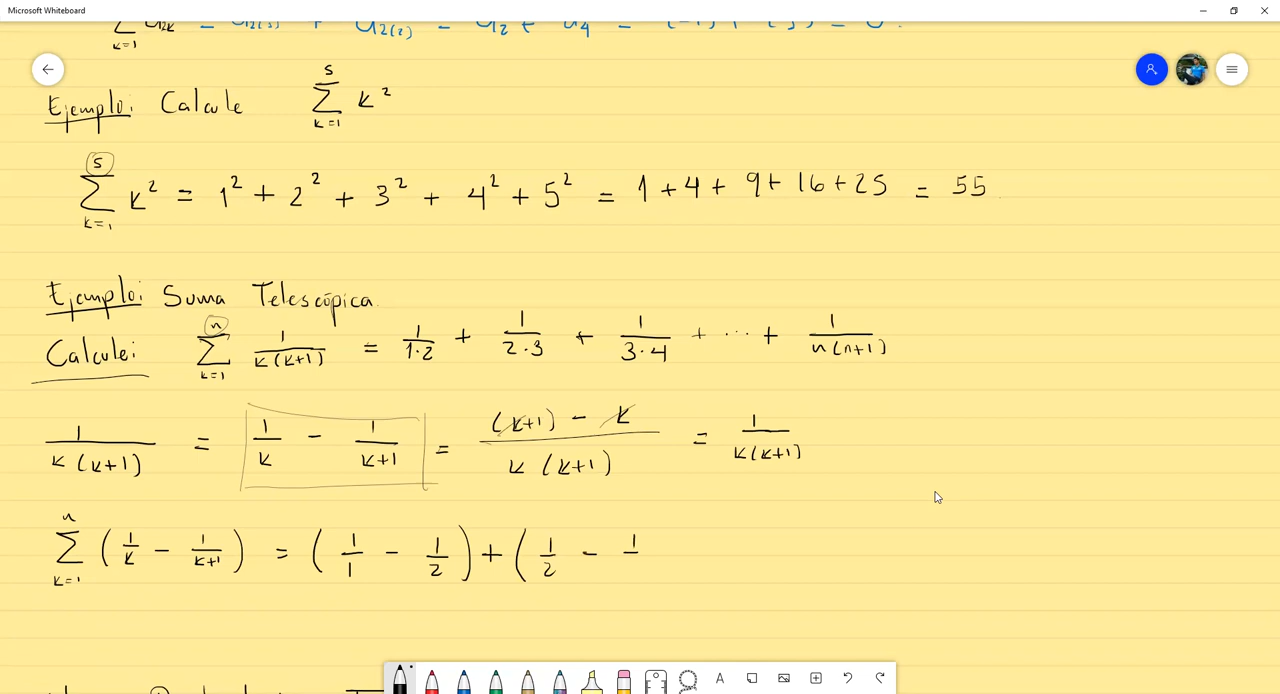 Microsoft Whiteboard
Ejemplo: Calcule ∑_{k=1}^{5} k²
∑_{k=1}^{5} k² = 1² + 2² + 3² + 4² + 5² = 1 + 4 + 9 + 16 + 25 = 55
Ejemplo: Suma Telescópica.
Calcule: ∑_{k=1}^{n} 1/(k(k+1)) = 1/(1·2) + 1/(2·3) + 1/(3·4) + ··· + 1/(n(n+1))
1/(k(k+1)) = 1/k - 1/(k+1) = ((k+1) - k)/(k(k+1)) = 1/(k(k+1))
∑_{k=1}^{n} (1/k - 1/(k+1)) = (1/1 - 1/2) + (1/2 - 1